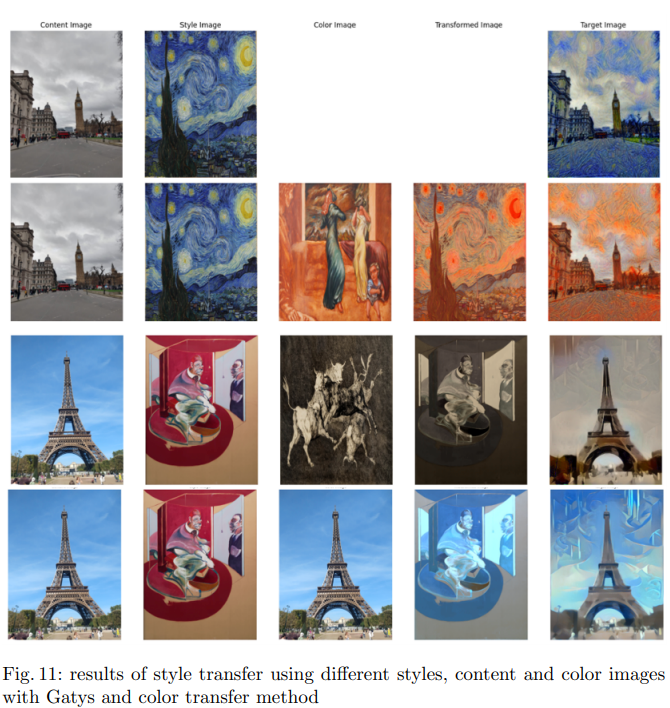 Content Image
Style Image
Color Image
Transformed Image
Target Image
Fig. 11: results of style transfer using different styles, content and color images
with Gatys and color transfer method